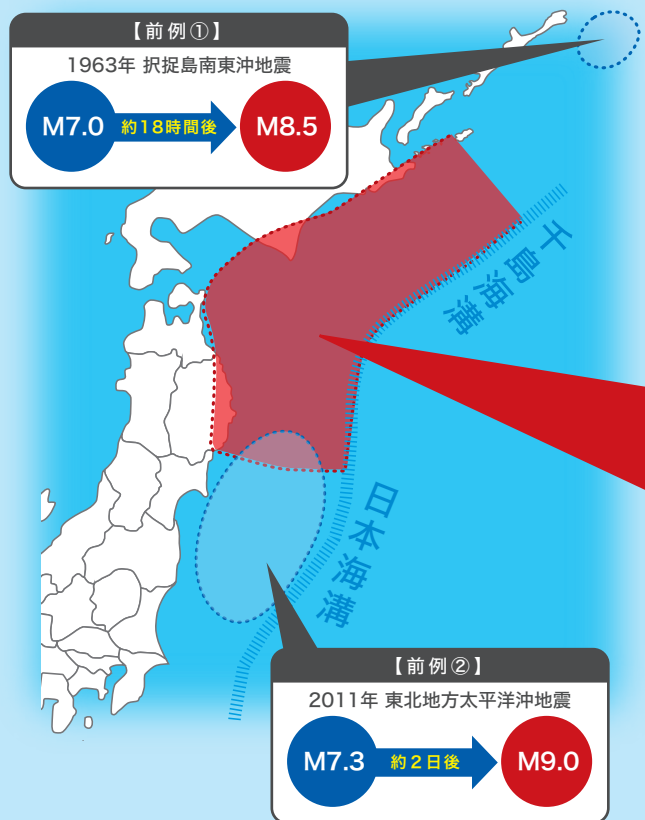 【前例①】
1963年 択捉島南東沖地震
M7.0 約18時間後 M8.5
千島海溝
日本海溝
【前例②】
2011年 東北地方太平洋沖地震
M7.3 約2日後 M9.0